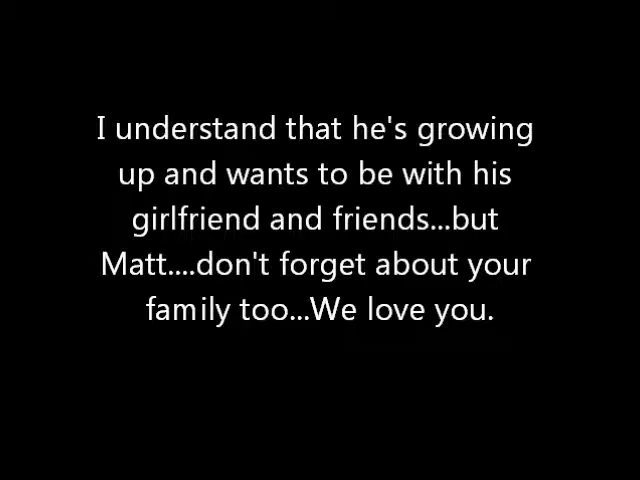 I understand that he's growing
up and wants to be with his
girlfriend and friends...but
Matt....don't forget about your
family too...We love you.